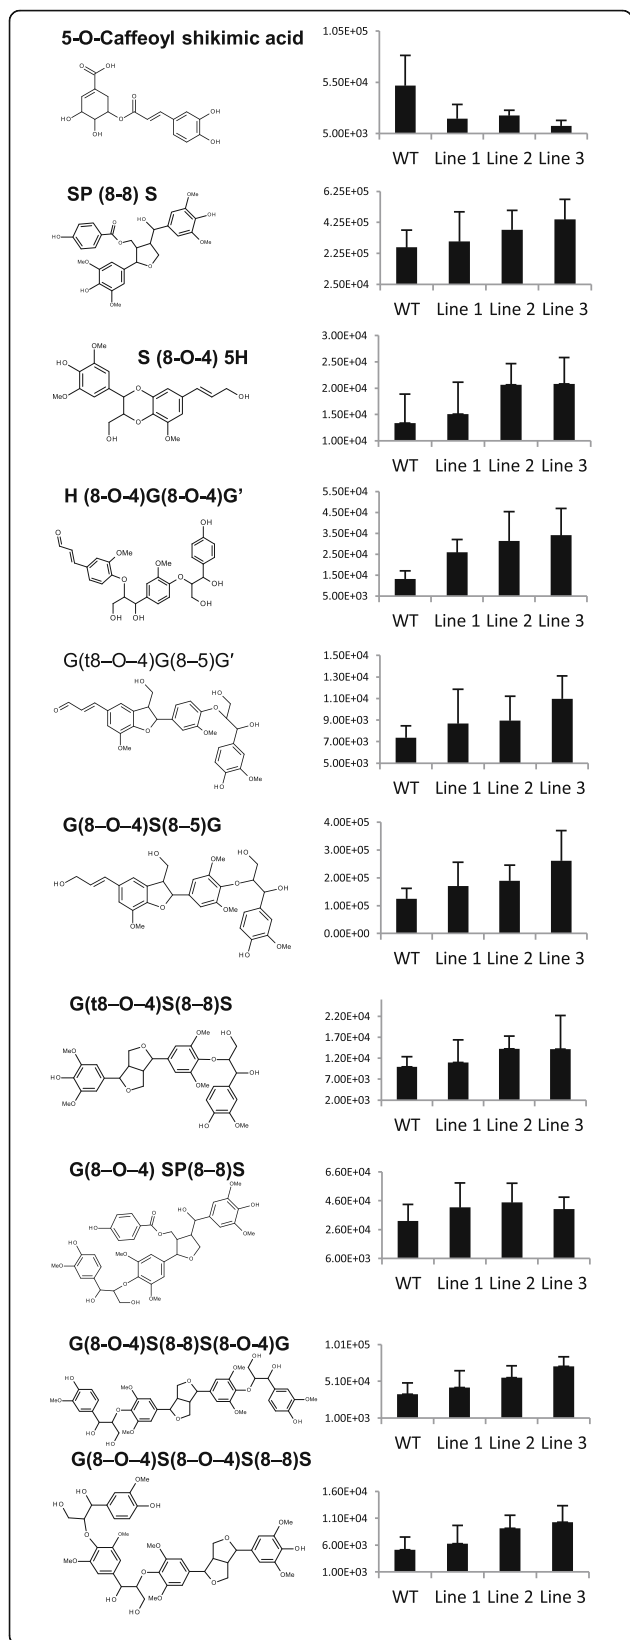 5-O-Caffeoyl shikimic acid
1.05E+05
5.50E+04
5.00E+03
WT Line 1 Line 2 Line 3
SP (8-8) S
6.25E+05
4.25E+05
2.25E+05
2.50E+04
WT Line 1 Line 2 Line 3
S (8-O-4) 5H
3.00E+04
2.00E+04
1.50E+04
1.00E+04
WT Line 1 Line 2 Line 3
H (8-O-4)G(8-O-4)G’
5.50E+04
3.50E+04
2.50E+04
1.50E+04
5.00E+03
WT Line 1 Line 2 Line 3
G(t8–O–4)G(8–5)G′
1.50E+04
1.30E+04
1.10E+04
9.00E+03
7.00E+03
5.00E+03
WT Line 1 Line 2 Line 3
G(8–O–4)S(8–5)G
4.00E+05
3.00E+05
2.00E+05
1.00E+05
0.00E+00
WT Line 1 Line 2 Line 3
G(t8–O–4)S(8–8)S
2.20E+04
1.70E+04
1.20E+04
7.00E+03
2.00E+03
WT Line 1 Line 2 Line 3
G(8–O–4) SP(8–8)S
6.60E+04
4.60E+04
2.60E+04
6.00E+03
WT Line 1 Line 2 Line 3
G(8-O-4)S(8-8)S(8-O-4)G
1.01E+05
5.10E+04
1.00E+03
WT Line 1 Line 2 Line 3
G(8–O–4)S(8–O–4)S(8–8)S
1.60E+04
1.10E+04
6.00E+03
1.00E+03
WT Line 1 Line 2 Line 3